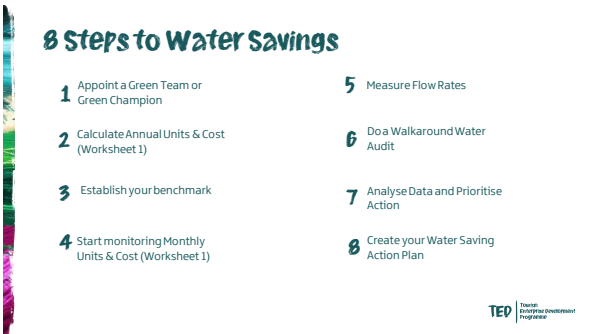 8 Steps to Water Savings
1 Appoint a Green Team or
Green Champion
2 Calculate Annual Units & Cost
(Worksheet 1)
3 Establish your benchmark
4 Start monitoring Monthly
Units & Cost (Worksheet 1)
5 Measure Flow Rates
6 Do a Walkaround Water
Audit
7 Analyse Data and Prioritise
Action
8 Create your Water Saving
Action Plan
TED
Tourism
Enterprise Development
Programme